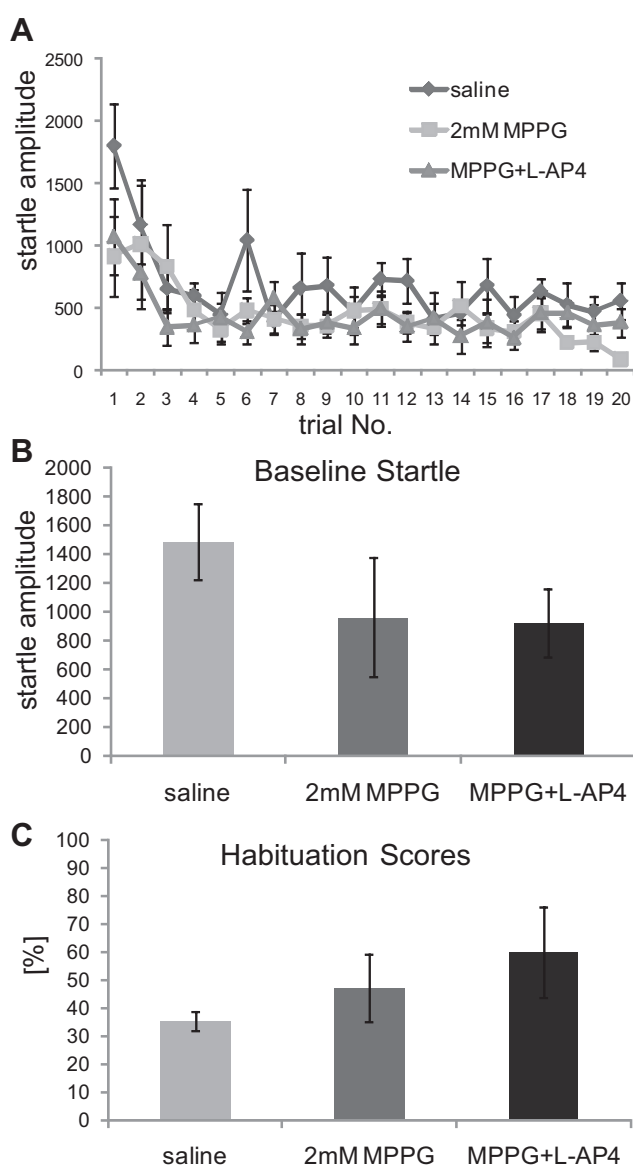 A
2500
2000
1500
1000
500
0
startle amplitude
saline
2mM MPPG
MPPG+L-AP4
1 2 3 4 5 6 7 8 9 10 11 12 13 14 15 16 17 18 19 20
trial No.
B
Baseline Startle
2000
1800
1600
1400
1200
1000
800
600
400
200
0
startle amplitude
saline 2mM MPPG MPPG+L-AP4
C
Habituation Scores
100
90
80
70
60
50
40
30
20
10
0
[%]
saline 2mM MPPG MPPG+L-AP4